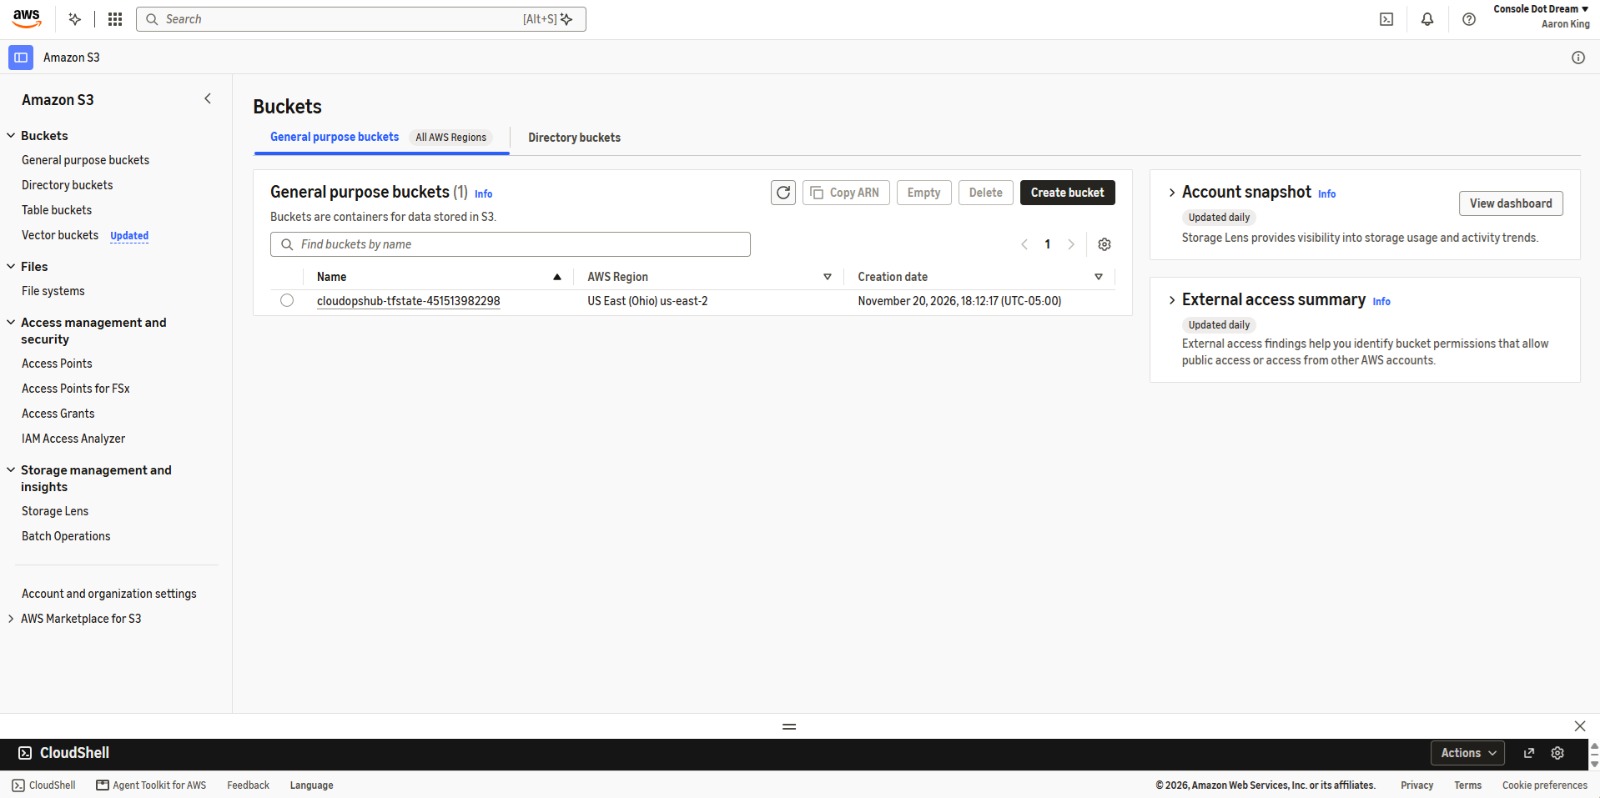 aws
Search
[Alt+S]
Console Dot Dream
Aaron King
Amazon S3
Amazon S3
Buckets
General purpose buckets
Directory buckets
Table buckets
Vector buckets Updated
Files
File systems
Access management and
security
Access Points
Access Points for FSx
Access Grants
IAM Access Analyzer
Storage management and
insights
Storage Lens
Batch Operations
Account and organization settings
AWS Marketplace for S3
Buckets
General purpose buckets All AWS Regions Directory buckets
General purpose buckets (1) Info
Copy ARN Empty Delete Create bucket
Buckets are containers for data stored in S3.
Find buckets by name
1
Name AWS Region Creation date
cloudopshub-tfstate-451513982298 US East (Ohio) us-east-2 November 20, 2026, 18:12:17 (UTC-05:00)
Account snapshot Info
View dashboard
Updated daily
Storage Lens provides visibility into storage usage and activity trends.
External access summary Info
Updated daily
External access findings help you identify bucket permissions that allow
public access or access from other AWS accounts.
CloudShell
Actions
CloudShell Agent Toolkit for AWS Feedback Language
© 2026, Amazon Web Services, Inc. or its affiliates. Privacy Terms Cookie preferences